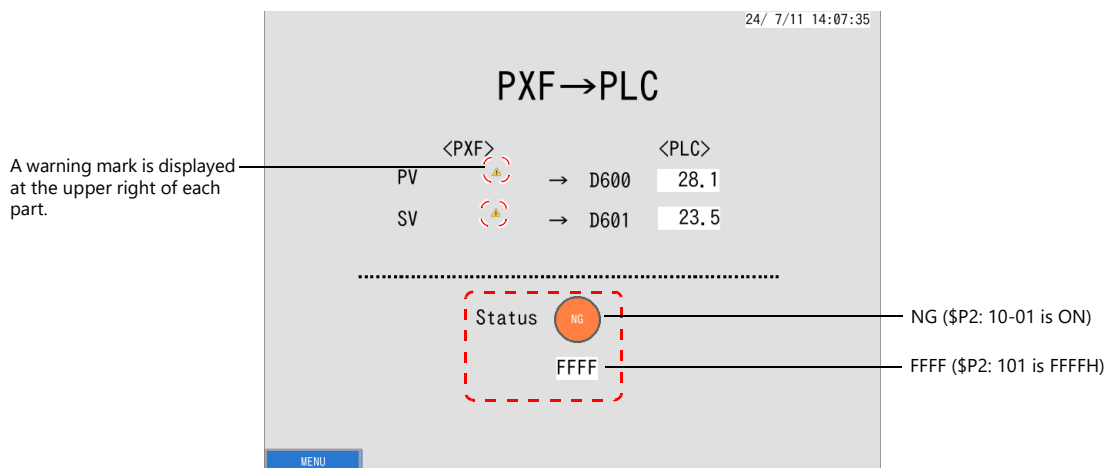 24/ 7/11 14:07:35
PXF→PLC
<PXF> <PLC>
A warning mark is displayed
at the upper right of each
part.
PV → D600 28.1
SV → D601 23.5
Status NG
FFFF
NG ($P2: 10-01 is ON)
FFFF ($P2: 101 is FFFFH)
MENU